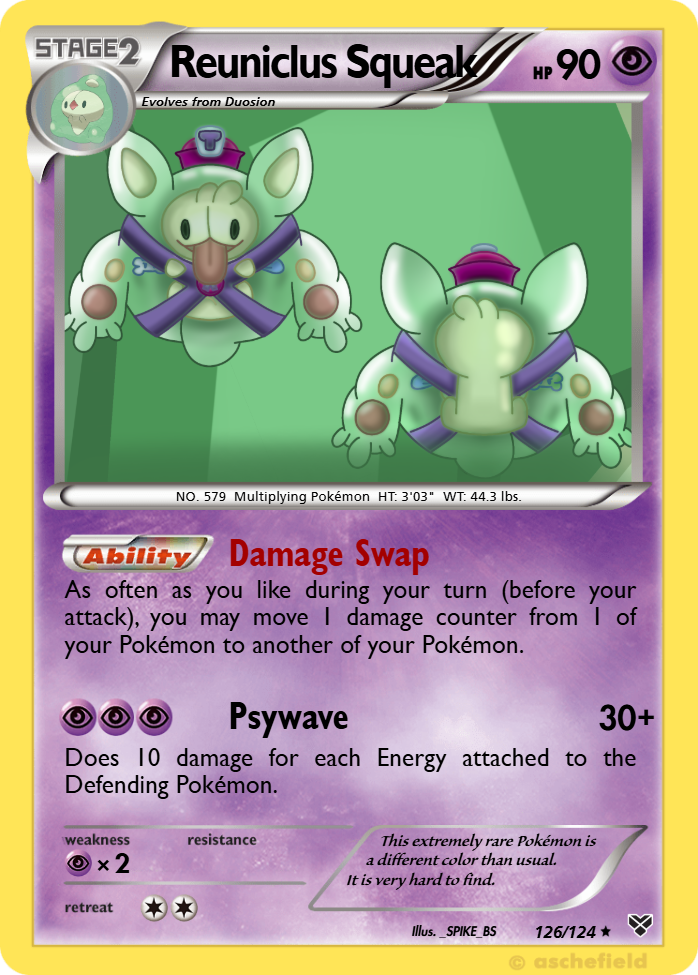 STAGE2
Reuniclus Squeak
HP 90
Evolves from Duosion
T
NO. 579 Multiplying Pokémon HT: 3'03" WT: 44.3 lbs.
Ability Damage Swap
As often as you like during your turn (before your
attack), you may move 1 damage counter from 1 of
your Pokémon to another of your Pokémon.
Psywave 30+
Does 10 damage for each Energy attached to the
Defending Pokémon.
weakness resistance
×2
retreat
This extremely rare Pokémon is
a different color than usual.
It is very hard to find.
Illus. _SPIKE_BS 126/124 ★
© aschefield